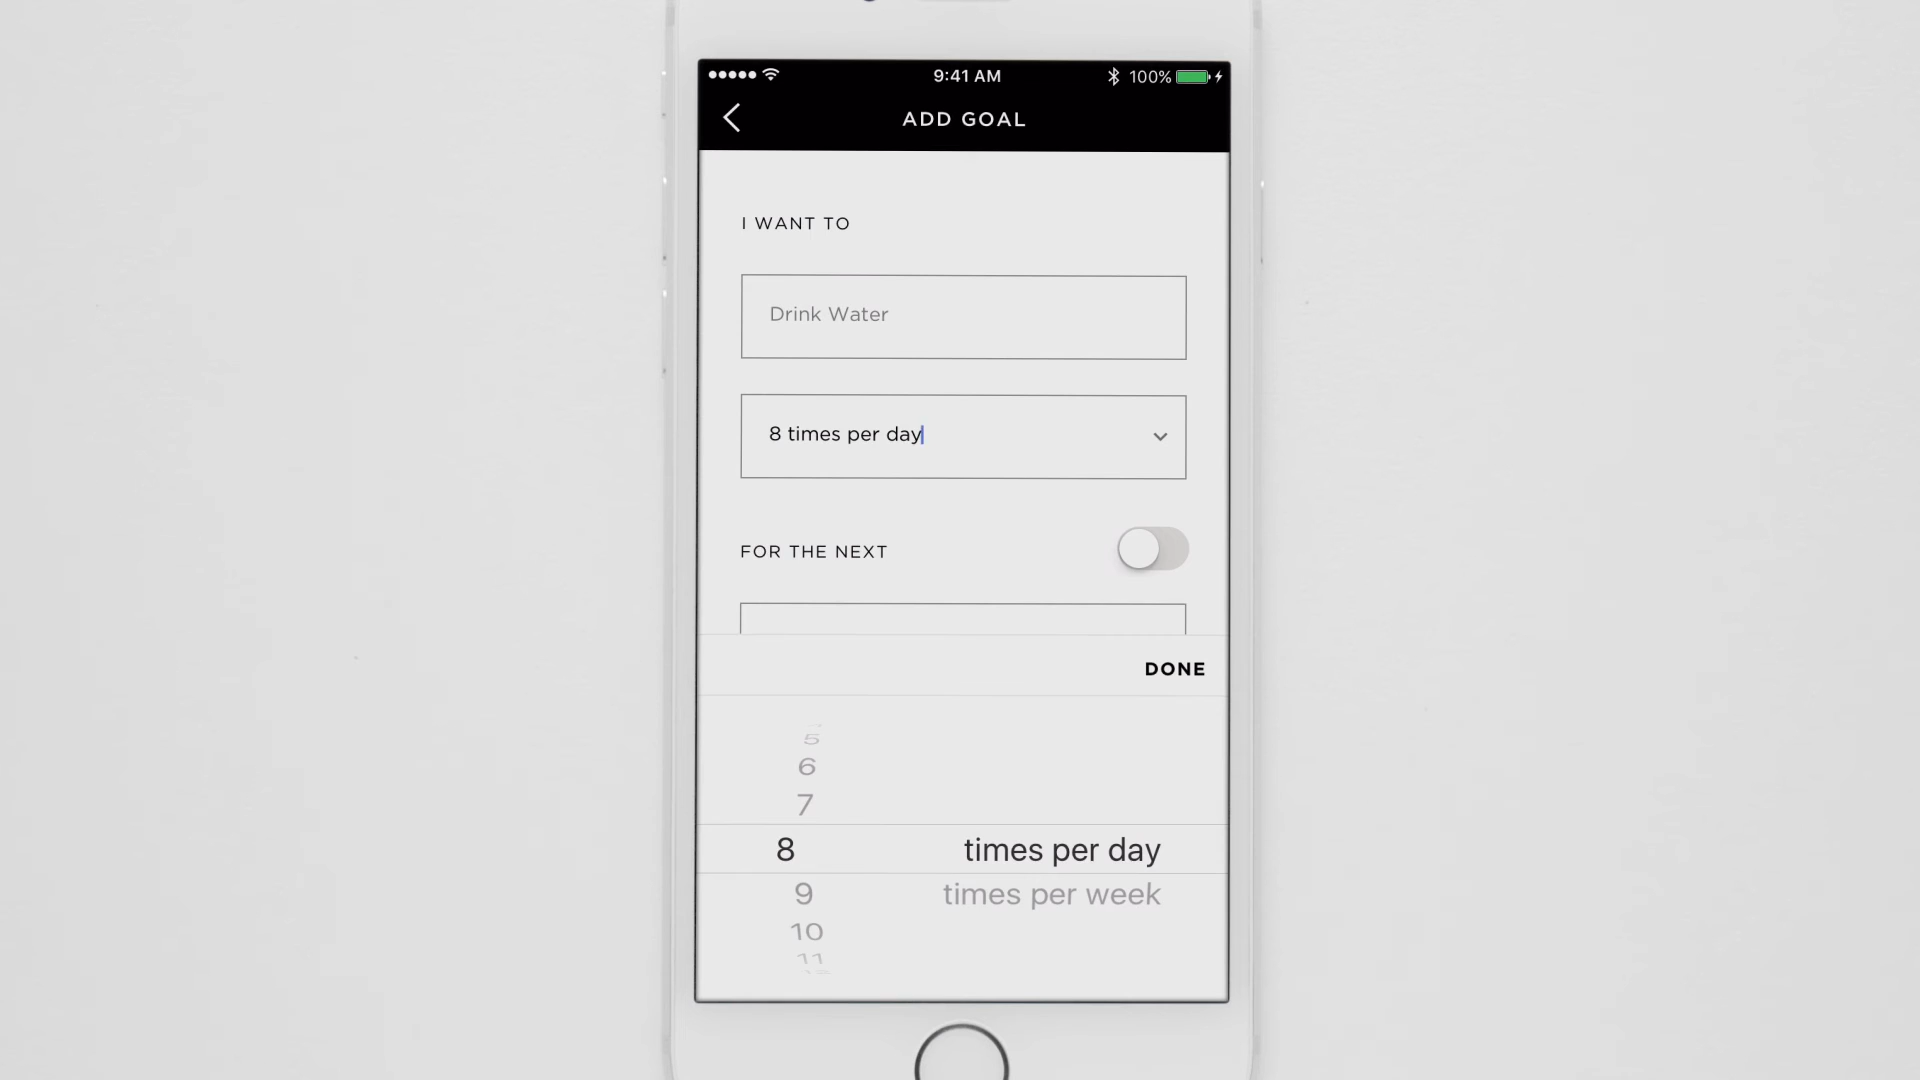 9:41 AM
100%
ADD GOAL
I WANT TO
Drink Water
8 times per day
FOR THE NEXT
DONE
5
6
7
8 times per day
9 times per week
10
11